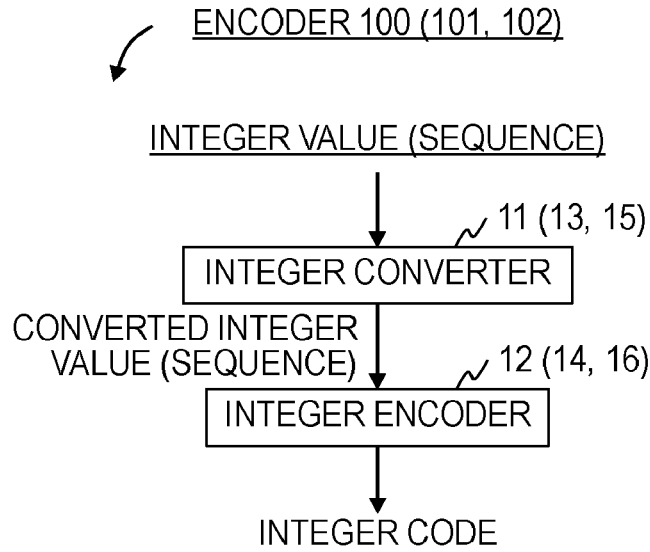 ENCODER 100 (101, 102)
INTEGER VALUE (SEQUENCE)
11 (13, 15)
INTEGER CONVERTER
CONVERTED INTEGER
VALUE (SEQUENCE)
12 (14, 16)
INTEGER ENCODER
INTEGER CODE